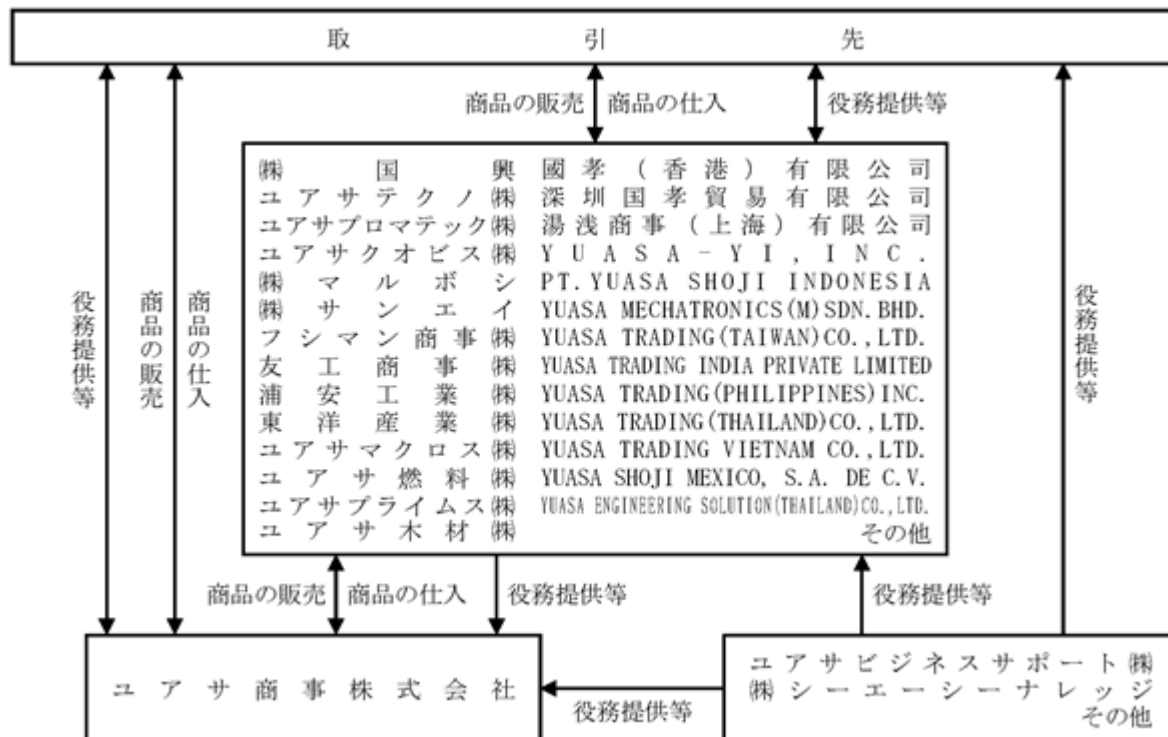 取引先
商品の販売 商品の仕入 役務提供等
㈱国興 國孝(香港)有限公司
ユアサテクノ㈱ 深圳国孝貿易有限公司
ユアサプロマテック㈱ 湯浅商事(上海)有限公司
ユアサクオビス㈱ YUASA-YI,INC.
㈱マルボシ PT.YUASA SHOJI INDONESIA
㈱サンエイ YUASA MECHATRONICS(M)SDN.BHD.
フシマン商事㈱ YUASA TRADING(TAIWAN)CO.,LTD.
友工商事㈱ YUASA TRADING INDIA PRIVATE LIMITED
浦安工業㈱ YUASA TRADING(PHILIPPINES)INC.
東洋産業㈱ YUASA TRADING(THAILAND)CO.,LTD.
ユアサマクロス㈱ YUASA TRADING VIETNAM CO.,LTD.
ユアサ燃料㈱ YUASA SHOJI MEXICO, S.A. DE C.V.
ユアサプライムス㈱ YUASA ENGINEERING SOLUTION(THAILAND)CO.,LTD.
ユアサ木材㈱ その他
役務提供等
商品の販売
商品の仕入
役務提供等
商品の販売 商品の仕入 役務提供等 役務提供等
ユアサ商事株式会社
役務提供等
ユアサビジネスサポート㈱
㈱シーエーシーナレッジ
その他